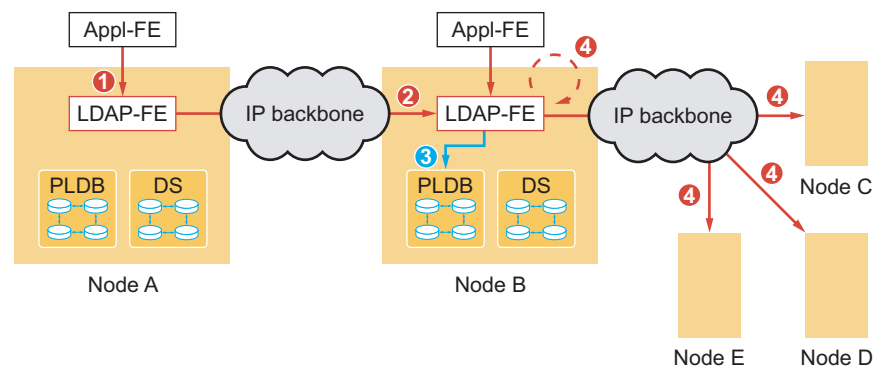 Appl-FE
Appl-FE
4
1
LDAP-FE
IP backbone
2
LDAP-FE
IP backbone
4
3
4
4
PLDB
DS
PLDB
DS
Node C
Node A
Node B
Node E
Node D